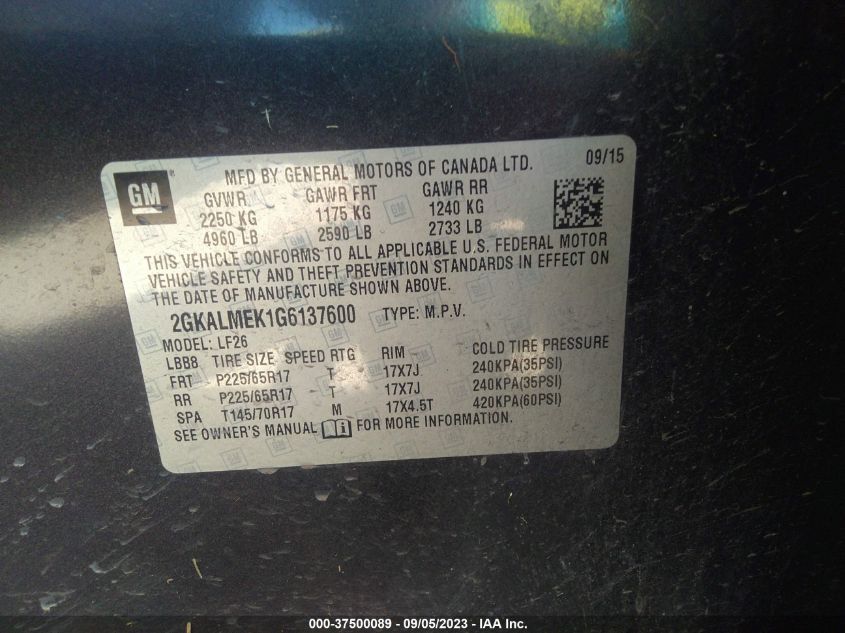 MFD BY GENERAL MOTORS OF CANADA LTD. 09/15
GM ®
GVWR GAWR FRT GAWR RR
2250 KG 1175 KG 1240 KG
4960 LB 2590 LB 2733 LB
THIS VEHICLE CONFORMS TO ALL APPLICABLE U.S. FEDERAL MOTOR
VEHICLE SAFETY AND THEFT PREVENTION STANDARDS IN EFFECT ON
THE DATE OF MANUFACTURE SHOWN ABOVE.
2GKALMEK1G6137600 TYPE: M.P.V.
MODEL: LF26
LBB8 TIRE SIZE SPEED RTG RIM COLD TIRE PRESSURE
FRT P225/65R17 T 17X7J 240KPA(35PSI)
RR P225/65R17 T 17X7J 240KPA(35PSI)
SPA T145/70R17 M 17X4.5T 420KPA(60PSI)
SEE OWNER'S MANUAL FOR MORE INFORMATION.
000-37500089 - 09/05/2023 - IAA Inc.